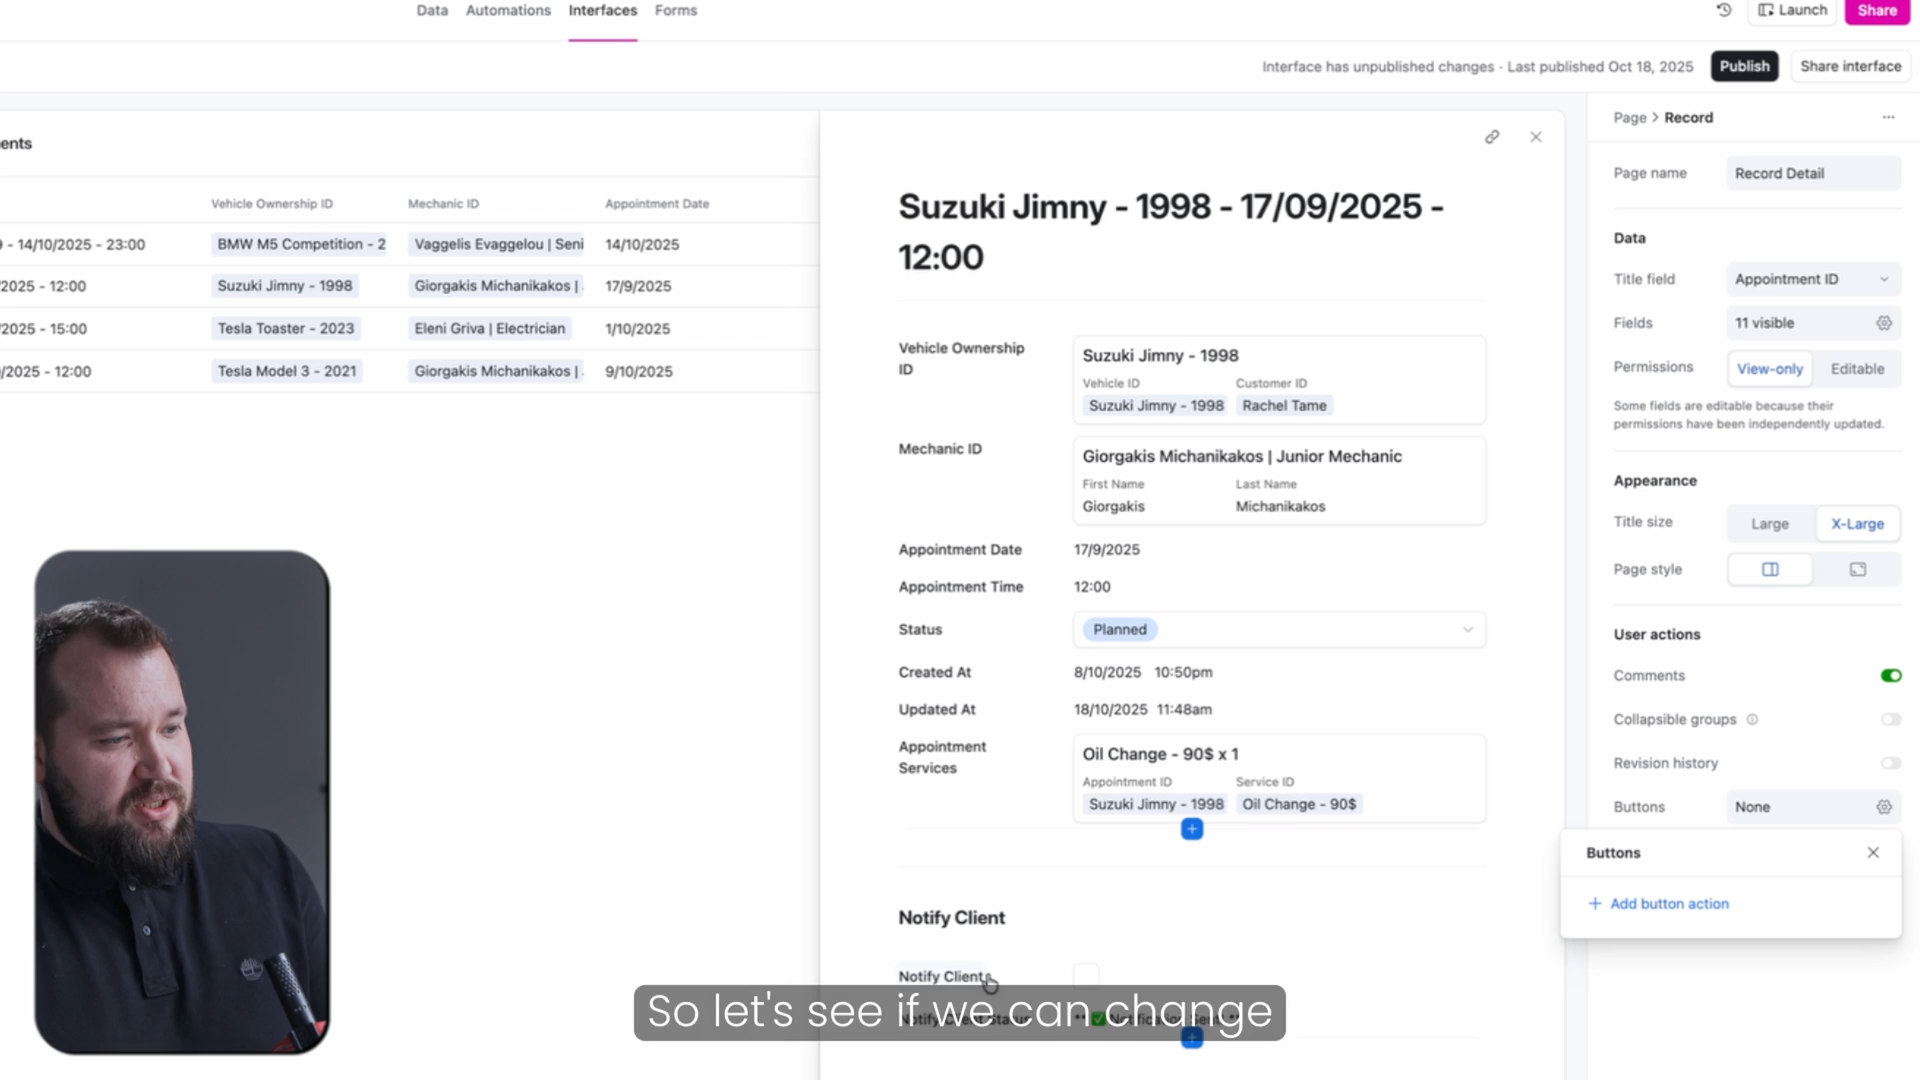 Data Automations Interfaces Forms
Launch Share
Interface has unpublished changes · Last published Oct 18, 2025 Publish Share interface
ents
Vehicle Ownership ID Mechanic ID Appointment Date
- 14/10/2025 - 23:00 BMW M5 Competition - 2 Vaggelis Evaggelou | Seni 14/10/2025
/2025 - 12:00 Suzuki Jimny - 1998 Giorgakis Michanikakos | 17/9/2025
/2025 - 15:00 Tesla Toaster - 2023 Eleni Griva | Electrician 1/10/2025
/2025 - 12:00 Tesla Model 3 - 2021 Giorgakis Michanikakos | 9/10/2025
Suzuki Jimny - 1998 - 17/09/2025 -
12:00
Vehicle Ownership
ID
Suzuki Jimny - 1998
Vehicle ID Customer ID
Suzuki Jimny - 1998 Rachel Tame
Mechanic ID
Giorgakis Michanikakos | Junior Mechanic
First Name Last Name
Giorgakis Michanikakos
Appointment Date 17/9/2025
Appointment Time 12:00
Status Planned
Created At 8/10/2025 10:50pm
Updated At 18/10/2025 11:48am
Appointment
Services
Oil Change - 90$ x 1
Appointment ID Service ID
Suzuki Jimny - 1998 Oil Change - 90$
Notify Client
Notify Client
Page > Record
Page name Record Detail
Data
Title field Appointment ID
Fields 11 visible
Permissions View-only Editable
Some fields are editable because their
permissions have been independently updated.
Appearance
Title size Large X-Large
Page style
User actions
Comments
Collapsible groups
Revision history
Buttons None
Buttons
+ Add button action
So let's see if we can change